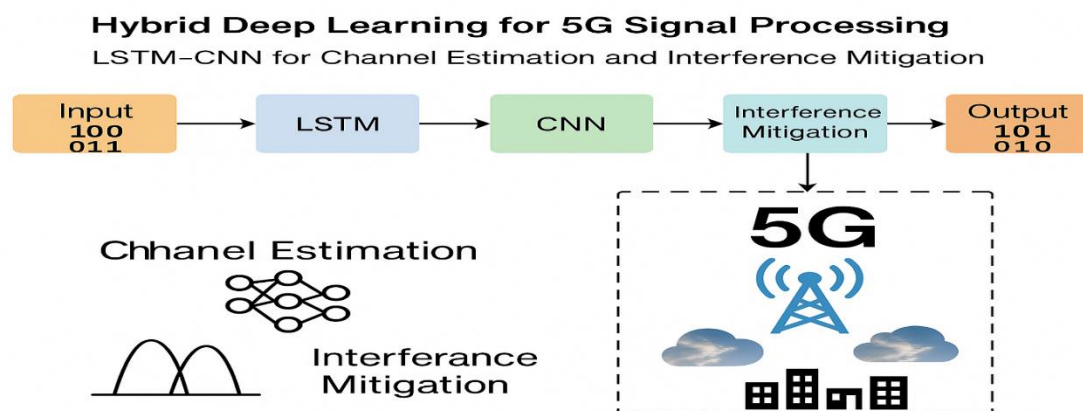 Hybrid Deep Learning for 5G Signal Processing
LSTM–CNN for Channel Estimation and Interference Mitigation
Input
100
011
LSTM
CNN
Interference
Mitigation
Output
101
010
5G
Chhanel Estimation
Interferance
Mitigation